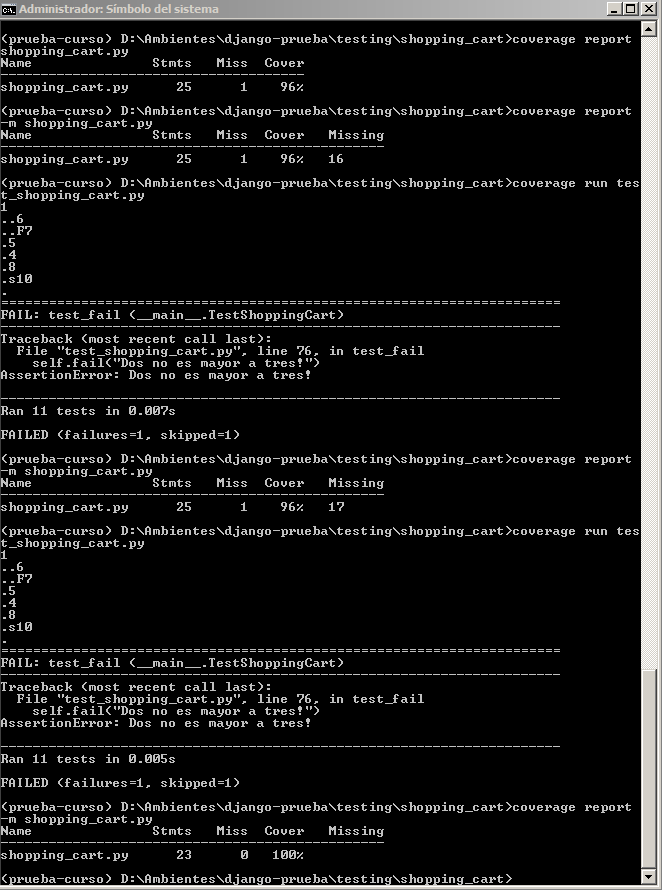 Administrador: Símbolo del sistema
(prueba-curso) D:\Ambientes\django-prueba\testing\shopping_cart>coverage report
shopping_cart.py
Name               Stmts   Miss  Cover
--------------------------------------
shopping_cart.py      25      1    96%
(prueba-curso) D:\Ambientes\django-prueba\testing\shopping_cart>coverage report
-m shopping_cart.py
Name               Stmts   Miss  Cover   Missing
------------------------------------------------
shopping_cart.py      25      1    96%   16
(prueba-curso) D:\Ambientes\django-prueba\testing\shopping_cart>coverage run tes
t_shopping_cart.py
1
..6
..F7
.5
.4
.8
.s10
.
======================================================================
FAIL: test_fail (__main__.TestShoppingCart)
----------------------------------------------------------------------
Traceback (most recent call last):
  File "test_shopping_cart.py", line 76, in test_fail
    self.fail("Dos no es mayor a tres!")
AssertionError: Dos no es mayor a tres!
----------------------------------------------------------------------
Ran 11 tests in 0.007s
FAILED (failures=1, skipped=1)
(prueba-curso) D:\Ambientes\django-prueba\testing\shopping_cart>coverage report
-m shopping_cart.py
Name               Stmts   Miss  Cover   Missing
------------------------------------------------
shopping_cart.py      25      1    96%   17
(prueba-curso) D:\Ambientes\django-prueba\testing\shopping_cart>coverage run tes
t_shopping_cart.py
1
..6
..F7
.5
.4
.8
.s10
.
======================================================================
FAIL: test_fail (__main__.TestShoppingCart)
----------------------------------------------------------------------
Traceback (most recent call last):
  File "test_shopping_cart.py", line 76, in test_fail
    self.fail("Dos no es mayor a tres!")
AssertionError: Dos no es mayor a tres!
----------------------------------------------------------------------
Ran 11 tests in 0.005s
FAILED (failures=1, skipped=1)
(prueba-curso) D:\Ambientes\django-prueba\testing\shopping_cart>coverage report
-m shopping_cart.py
Name               Stmts   Miss  Cover   Missing
------------------------------------------------
shopping_cart.py      23      0   100%
(prueba-curso) D:\Ambientes\django-prueba\testing\shopping_cart>